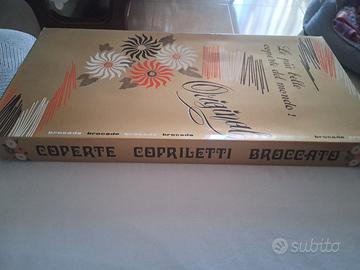 Le più belle
coperte del mondo!
Original
brocade brocade brocade brocade brocade
COPERTE COPRILETTI BROCCATO
subito